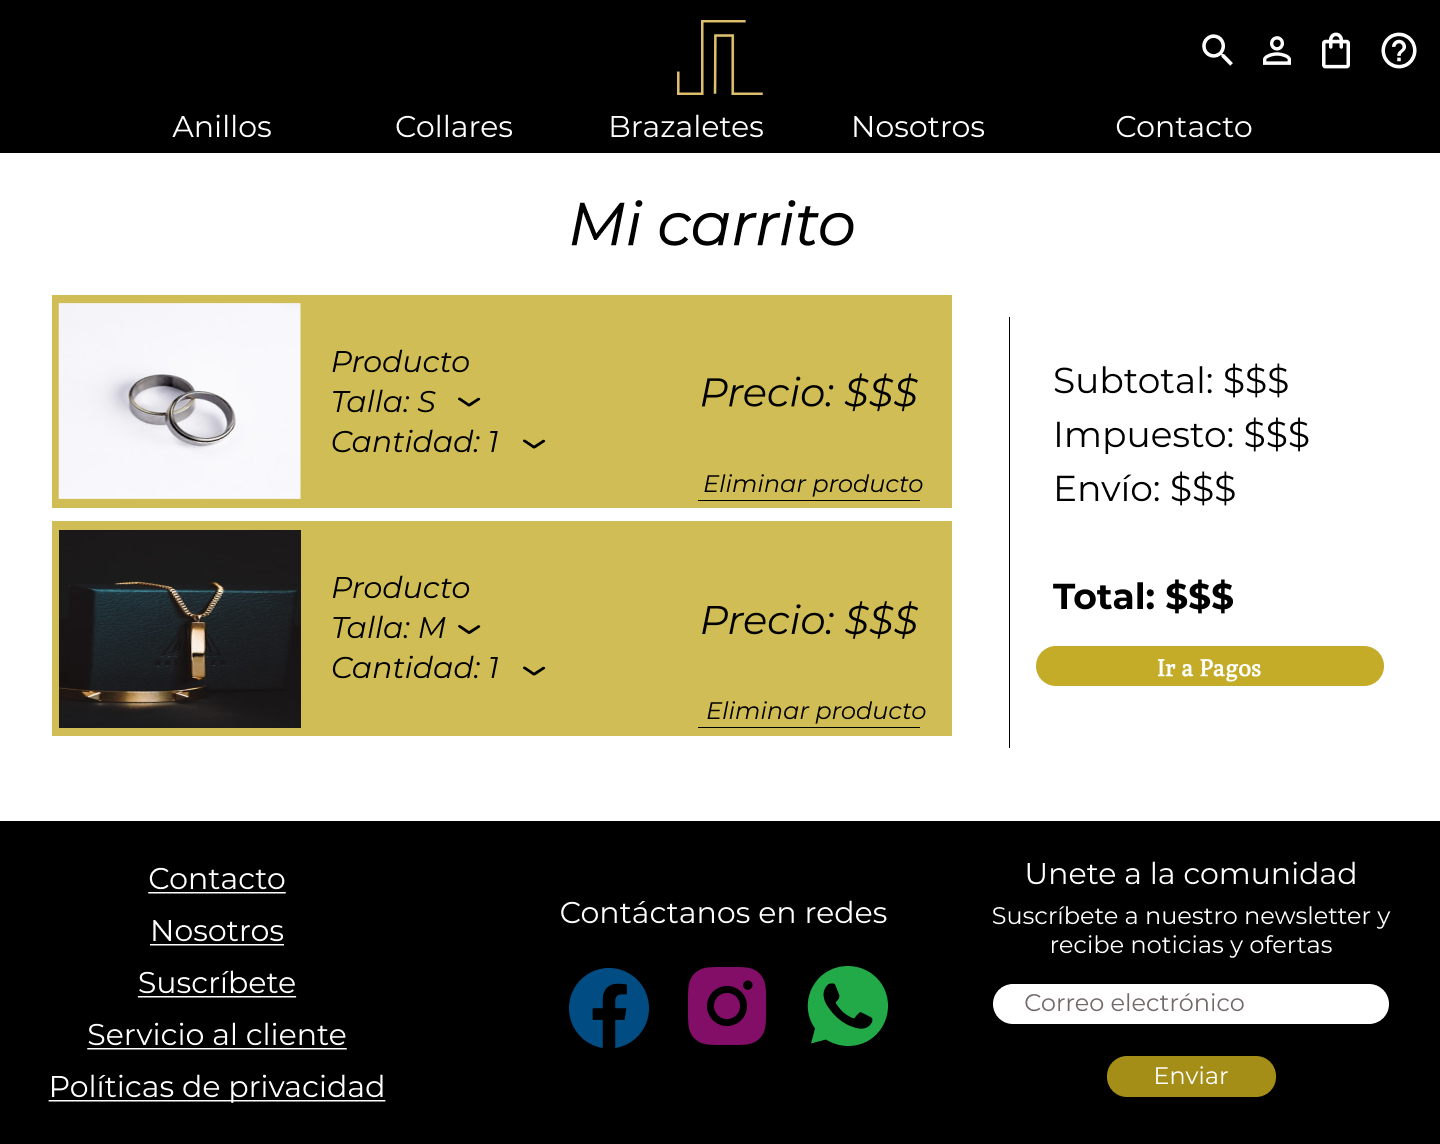 Anillos
Collares
Brazaletes
Nosotros
Contacto
Mi carrito
Producto
Talla: S
Cantidad: 1
Precio: $$$
Eliminar producto
Producto
Talla: M
Cantidad: 1
Precio: $$$
Eliminar producto
Subtotal: $$$
Impuesto: $$$
Envío: $$$
Total: $$$
Ir a Pagos
Contacto
Nosotros
Suscríbete
Servicio al cliente
Políticas de privacidad
Contáctanos en redes
Unete a la comunidad
Suscríbete a nuestro newsletter y
recibe noticias y ofertas
Correo electrónico
Enviar